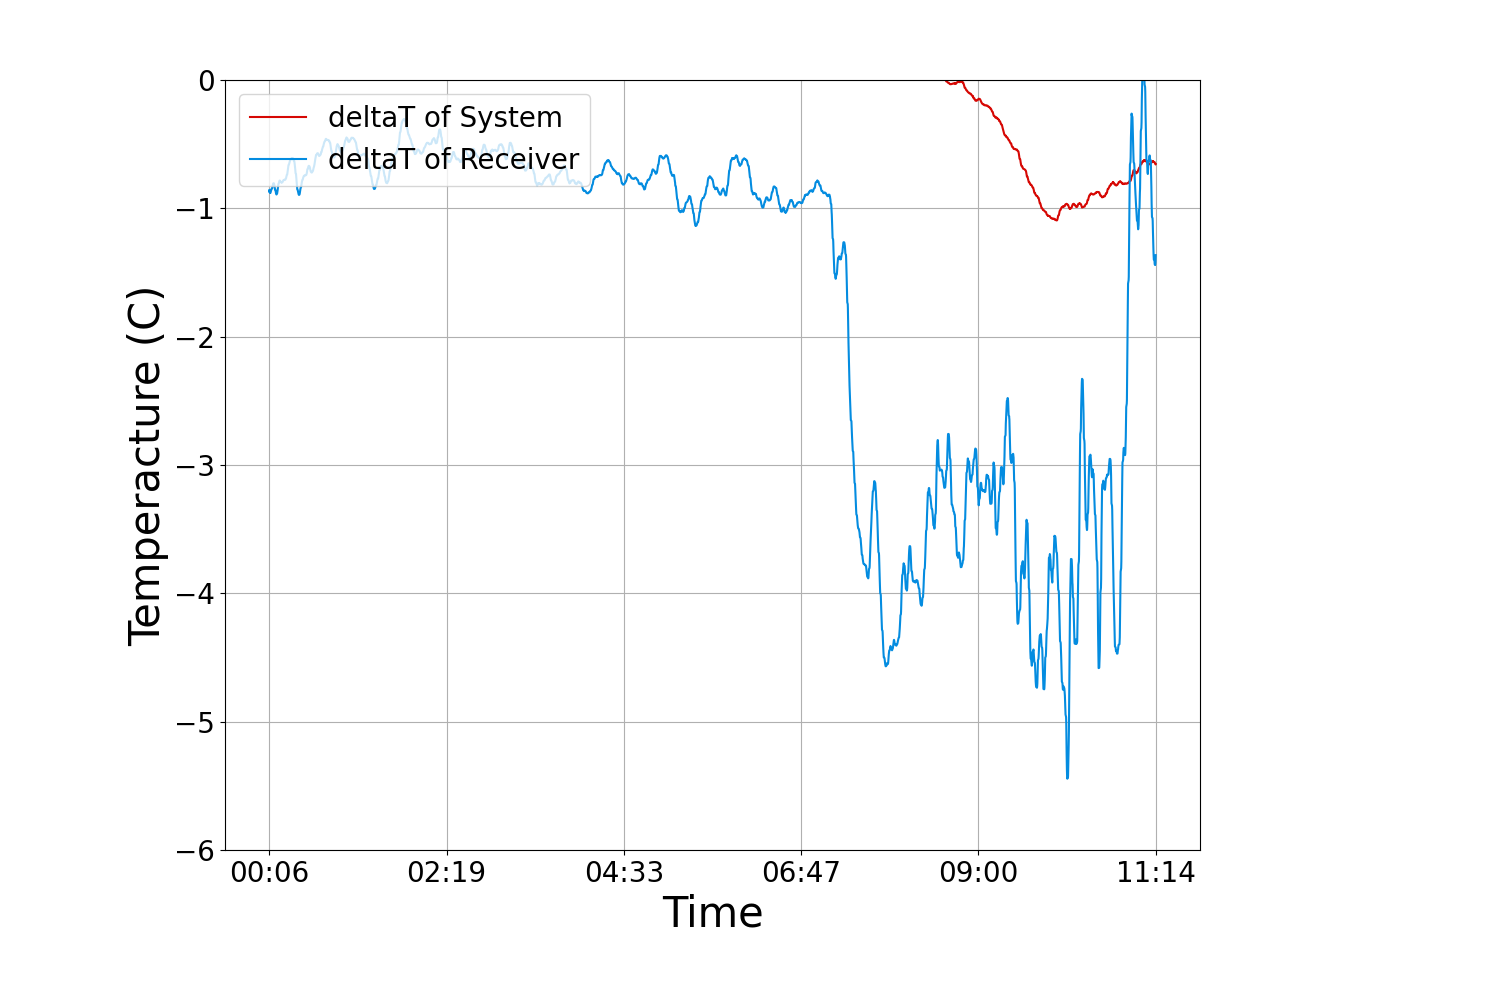 deltaT of System
deltaT of Receiver
0
−1
−2
−3
−4
−5
−6
Temperacture (C)
00:06 02:19 04:33 06:47 09:00 11:14
Time